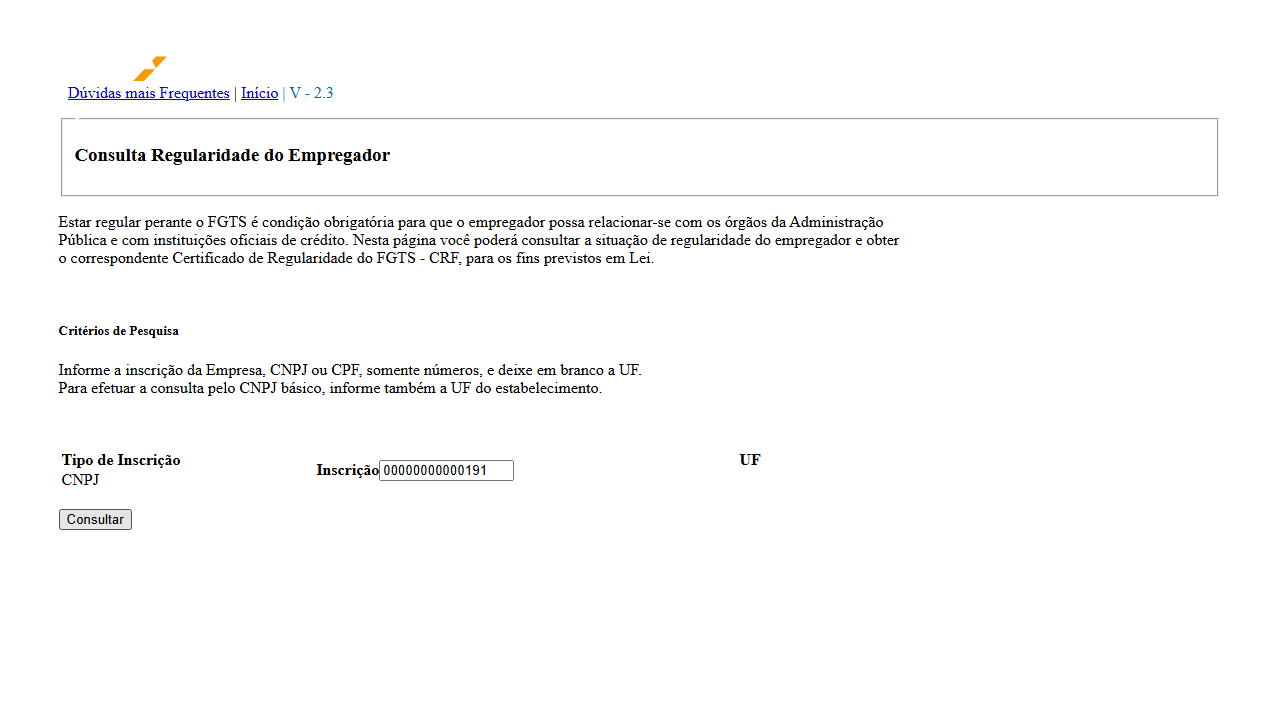 Dúvidas mais Frequentes | Início | V - 2.3
Consulta Regularidade do Empregador
Estar regular perante o FGTS é condição obrigatória para que o empregador possa relacionar-se com os órgãos da Administração
Pública e com instituições oficiais de crédito. Nesta página você poderá consultar a situação de regularidade do empregador e obter
o correspondente Certificado de Regularidade do FGTS - CRF, para os fins previstos em Lei.
Critérios de Pesquisa
Informe a inscrição da Empresa, CNPJ ou CPF, somente números, e deixe em branco a UF.
Para efetuar a consulta pelo CNPJ básico, informe também a UF do estabelecimento.
Tipo de Inscrição
CNPJ
Inscrição 00000000000191
UF
Consultar